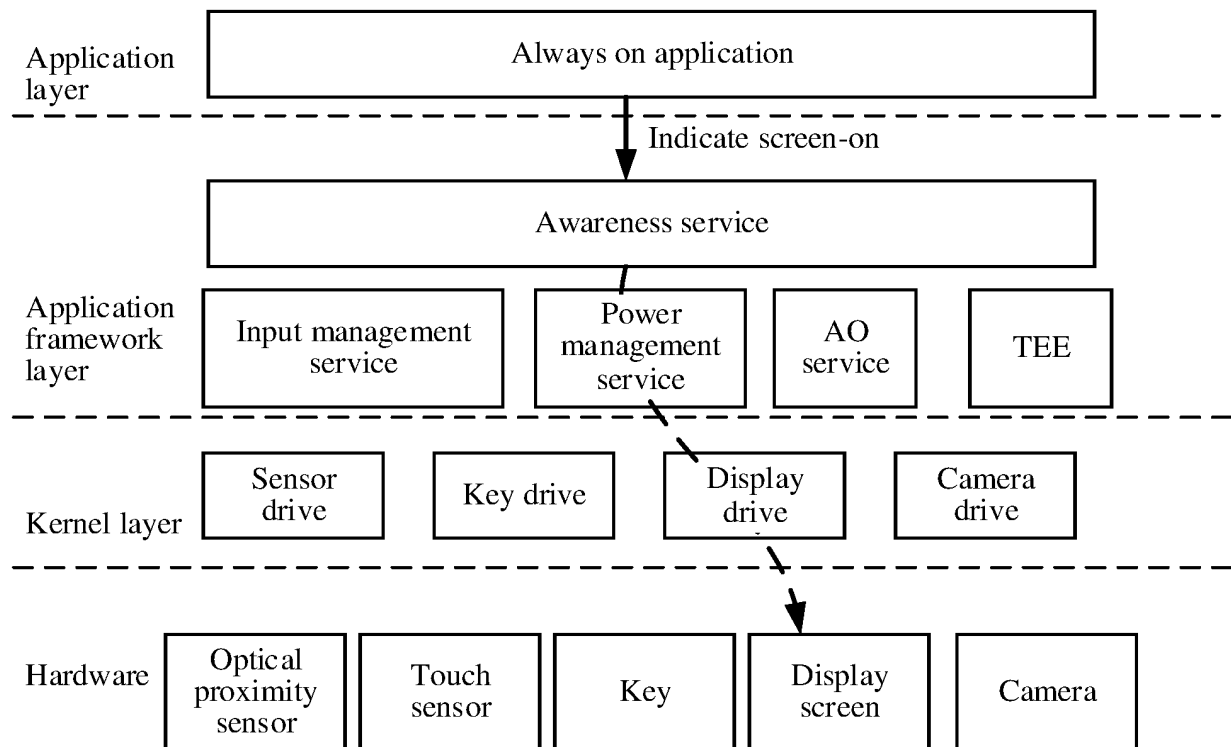 Application
layer
Always on application
Indicate screen-on
Awareness service
Application
framework
layer
Input management
service
Power
management
service
AO
service
TEE
Kernel layer
Sensor
drive
Key drive
Display
drive
Camera
drive
Hardware
Optical
proximity
sensor
Touch
sensor
Key
Display
screen
Camera